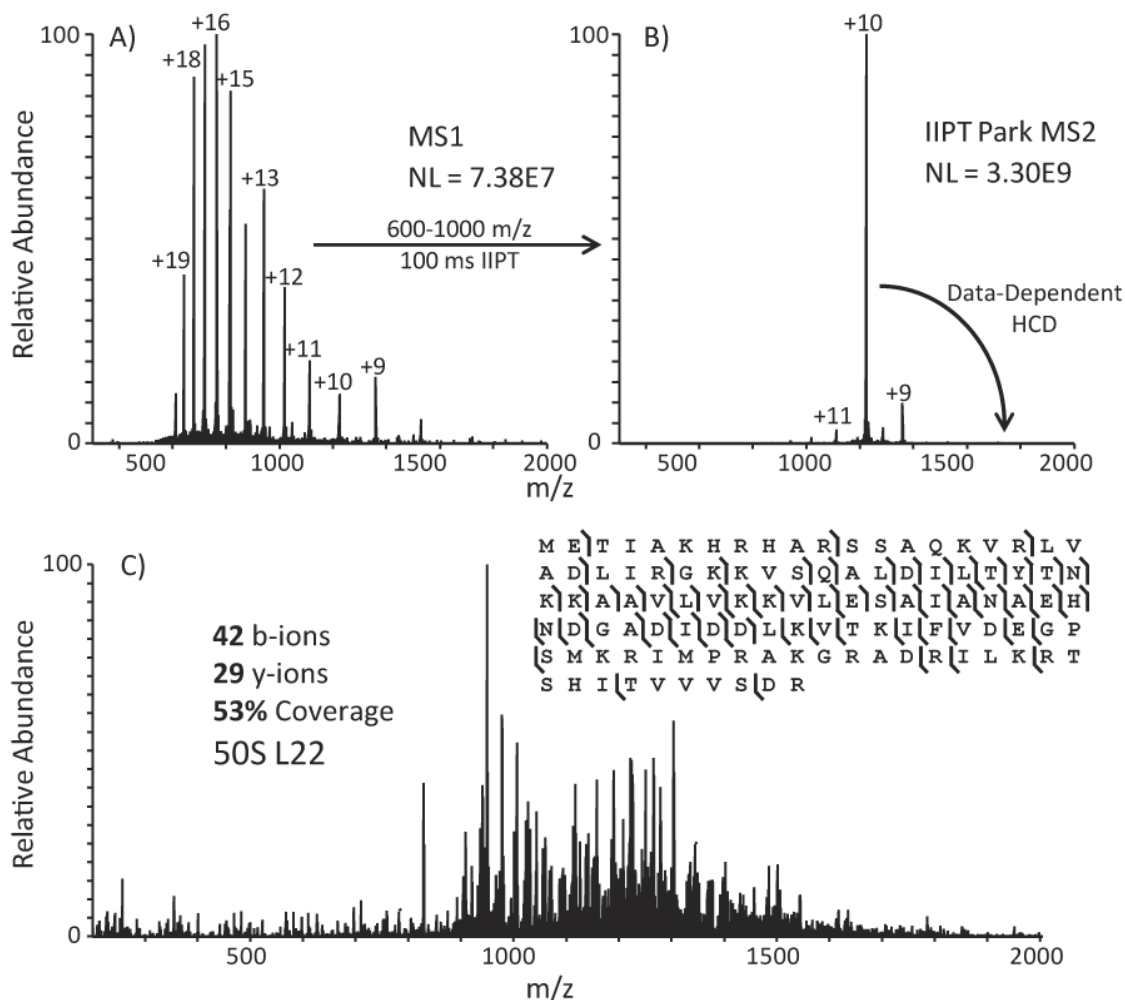 A)
100
0
Relative Abundance
+19
+18
+16
+15
+13
+12
+11
+10
+9
MS1
NL = 7.38E7
600-1000 m/z
100 ms IIPT
500 1000 1500 2000
m/z
B)
100
0
+10
+11
+9
IIPT Park MS2
NL = 3.30E9
Data-Dependent
HCD
500 1000 1500 2000
C)
100
0
Relative Abundance
42 b-ions
29 y-ions
53% Coverage
50S L22
M E T I A K H R H A R S S A Q K V R L V
A D L I R G K K V S Q A L D I L T Y T N
K K A A V L V K K V L E S A I A N A E H
N D G A D I D D L K V T K I F V D E G P
S M K R I M P R A K G R A D R I L K R T
S H I T V V V S D R
500 1000 1500 2000
m/z